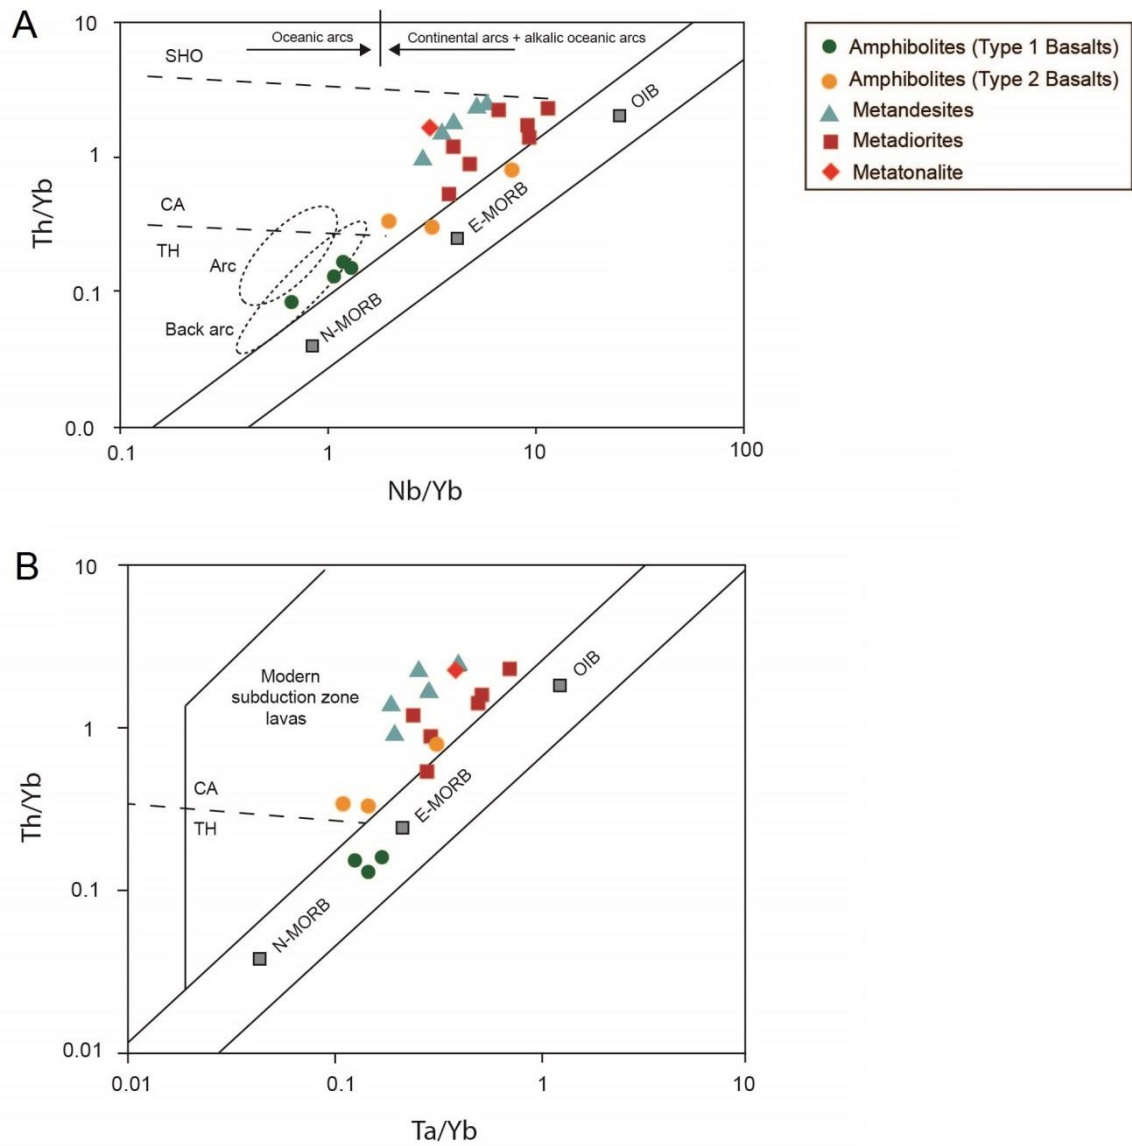 A
10
1
0.1
0.0
Th/Yb
SHO
Oceanic arcs
Continental arcs + alkalic oceanic arcs
CA
TH
Arc
Back arc
OIB
E-MORB
N-MORB
0.1
1
10
100
Nb/Yb
Amphibolites (Type 1 Basalts)
Amphibolites (Type 2 Basalts)
Metandesites
Metadiorites
Metatonalite
B
10
1
0.1
0.01
Th/Yb
Modern
subduction zone
lavas
CA
TH
OIB
E-MORB
N-MORB
0.01
0.1
1
10
Ta/Yb